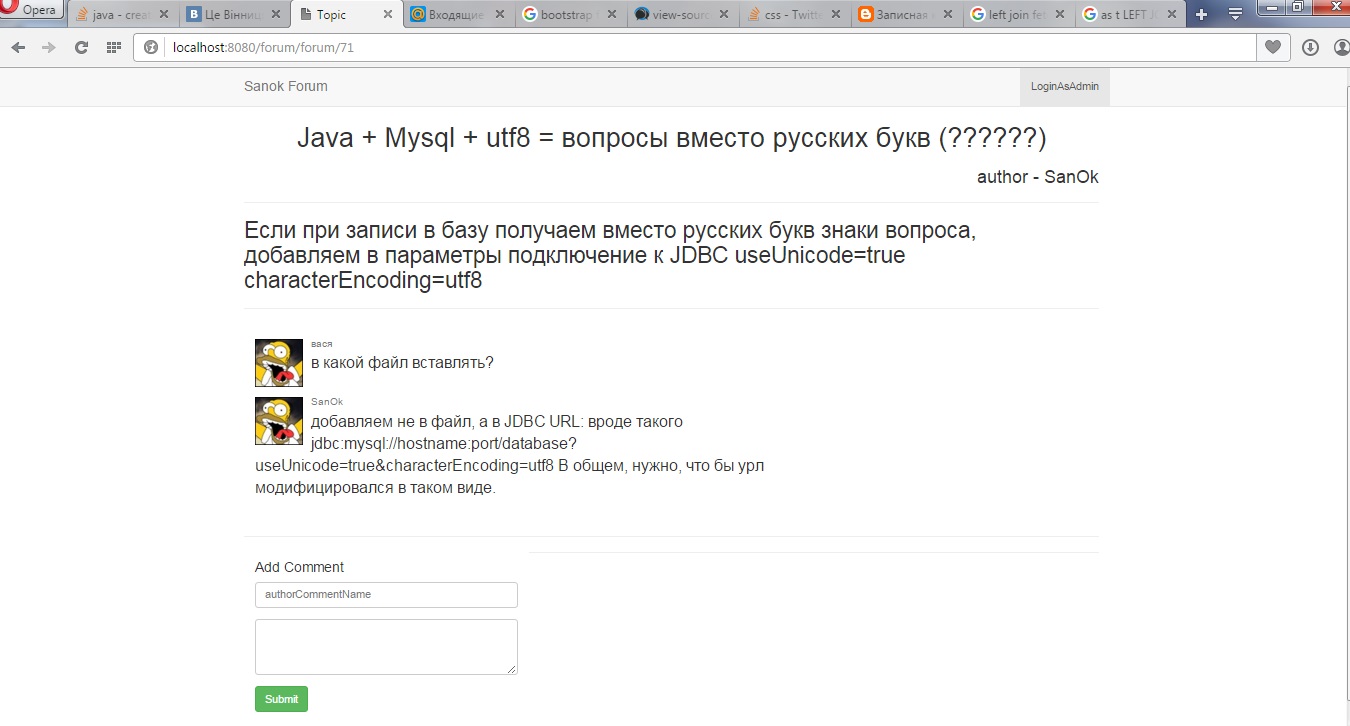 Opera
java - creat
Це Вінниц
Topic
Входящие
bootstrap
view-sour
css - Twitte
Записная
left join fet
as t LEFT J
localhost:8080/forum/forum/71
Sanok Forum
LoginAsAdmin
Java + Mysql + utf8 = вопросы вместо русских букв (??????)
author - SanOk
Если при записи в базу получаем вместо русских букв знаки вопроса,
добавляем в параметры подключение к JDBC useUnicode=true
characterEncoding=utf8
вася
в какой файл вставлять?
SanOk
добавляем не в файл, а в JDBC URL: вроде такого
jdbc:mysql://hostname:port/database?
useUnicode=true&characterEncoding=utf8 В общем, нужно, что бы урл
модифицировался в таком виде.
Add Comment
authorCommentName
Submit